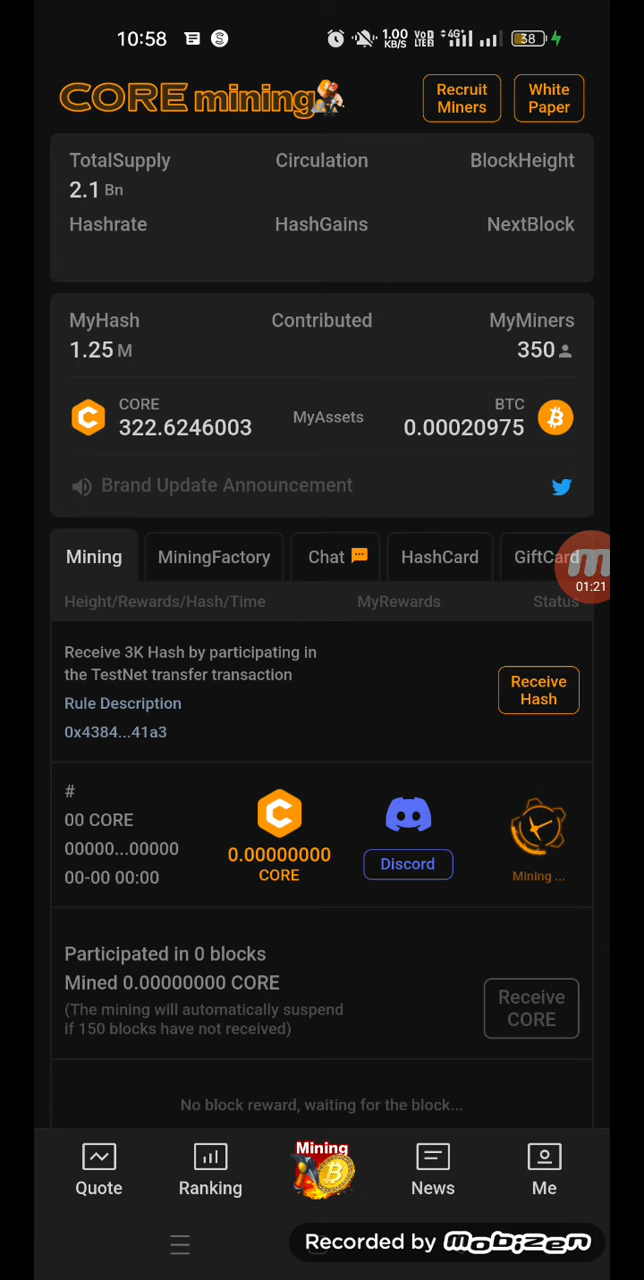 10:58 1.00 KB/S VoD LTE2 4G+ 38
CORE mining
Recruit Miners
White Paper
TotalSupply Circulation BlockHeight
2.1 Bn
Hashrate HashGains NextBlock
MyHash Contributed MyMiners
1.25 M 350
CORE BTC
322.6246003 MyAssets 0.00020975
Brand Update Announcement
Mining MiningFactory Chat HashCard GiftCard
01:21
Height/Rewards/Hash/Time MyRewards Status
Receive 3K Hash by participating in
the TestNet transfer transaction
Rule Description
0x4384...41a3
Receive
Hash
#
00 CORE
00000...00000
00-00 00:00
0.00000000
CORE
Discord
Mining ...
Participated in 0 blocks
Mined 0.00000000 CORE
(The mining will automatically suspend
if 150 blocks have not received)
Receive
CORE
No block reward, waiting for the block...
Mining
Quote Ranking News Me
Recorded by mobizen